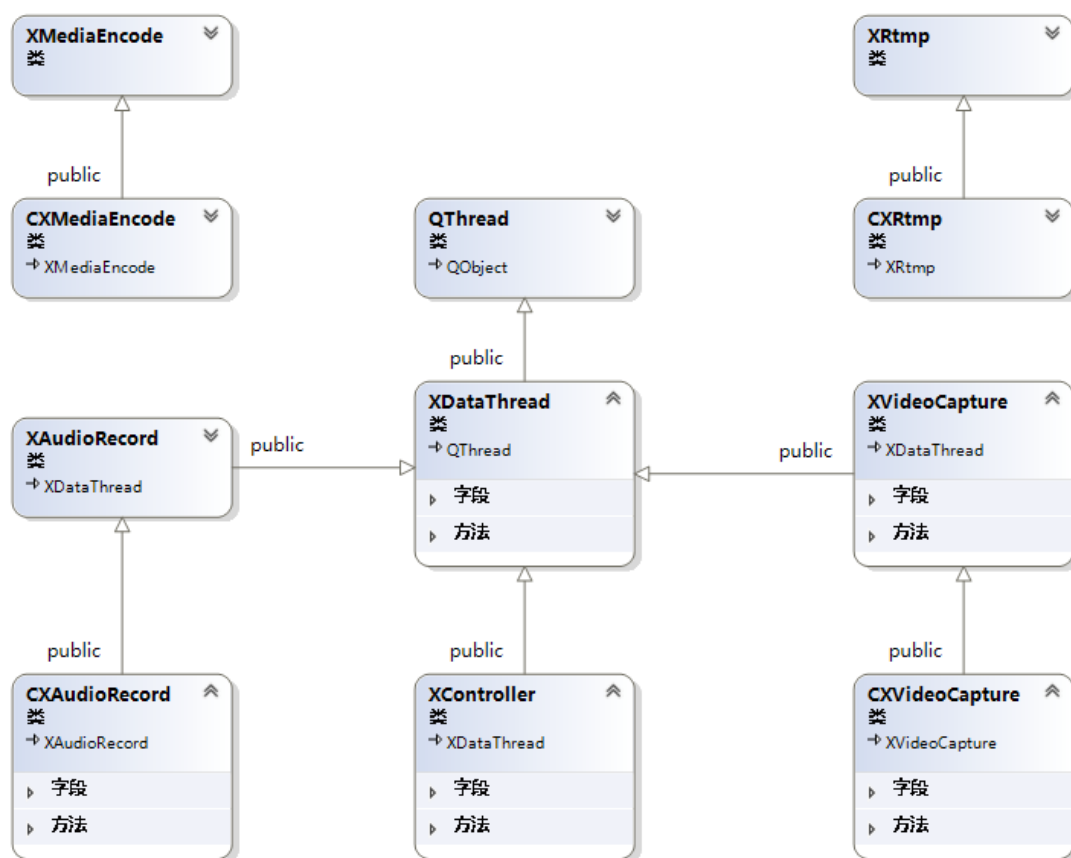 XMediaEncode
类
XRtmp
类
public
public
CXMediaEncode
类
XMediaEncode
QThread
类
QObject
CXRtmp
类
XRtmp
public
XAudioRecord
类
XDataThread
public
XDataThread
类
QThread
字段
方法
public
XVideoCapture
类
XDataThread
字段
方法
public
public
public
CXAudioRecord
类
XAudioRecord
字段
方法
XController
类
XDataThread
字段
方法
CXVideoCapture
类
XVideoCapture
字段
方法